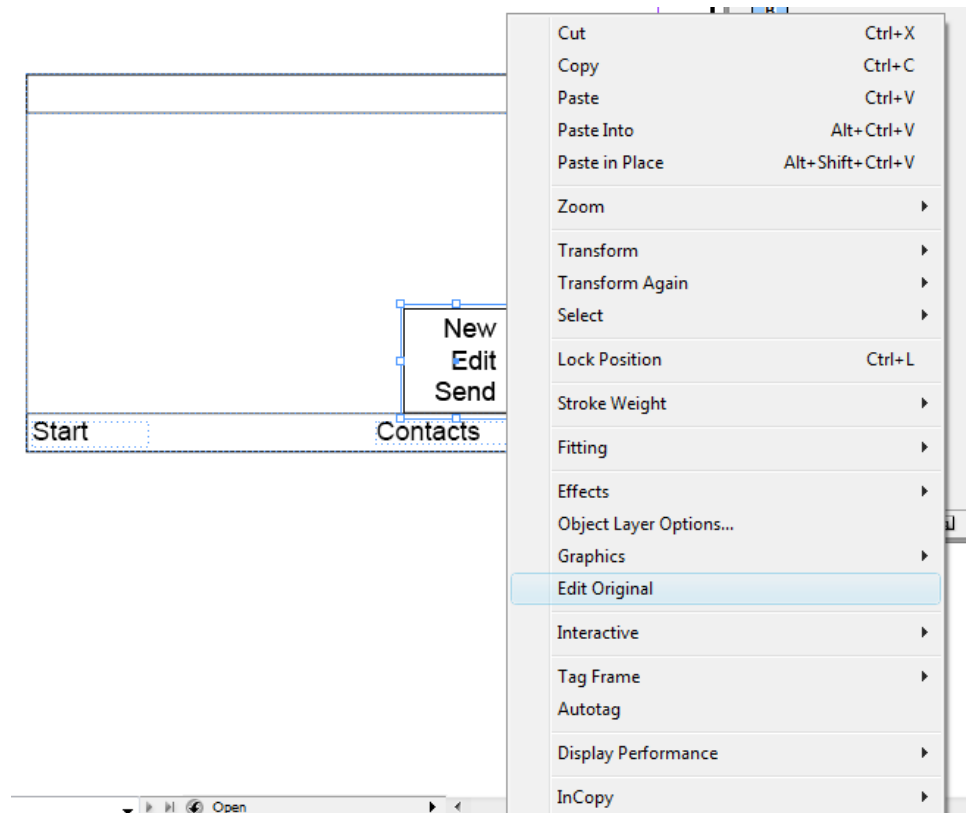 Cut Ctrl+X
Copy Ctrl+C
Paste Ctrl+V
Paste Into Alt+Ctrl+V
Paste in Place Alt+Shift+Ctrl+V
Zoom
Transform
Transform Again
Select
Lock Position Ctrl+L
Stroke Weight
Fitting
Effects
Object Layer Options...
Graphics
Edit Original
Interactive
Tag Frame
Autotag
Display Performance
InCopy
New
Edit
Send
Start Contacts
Open